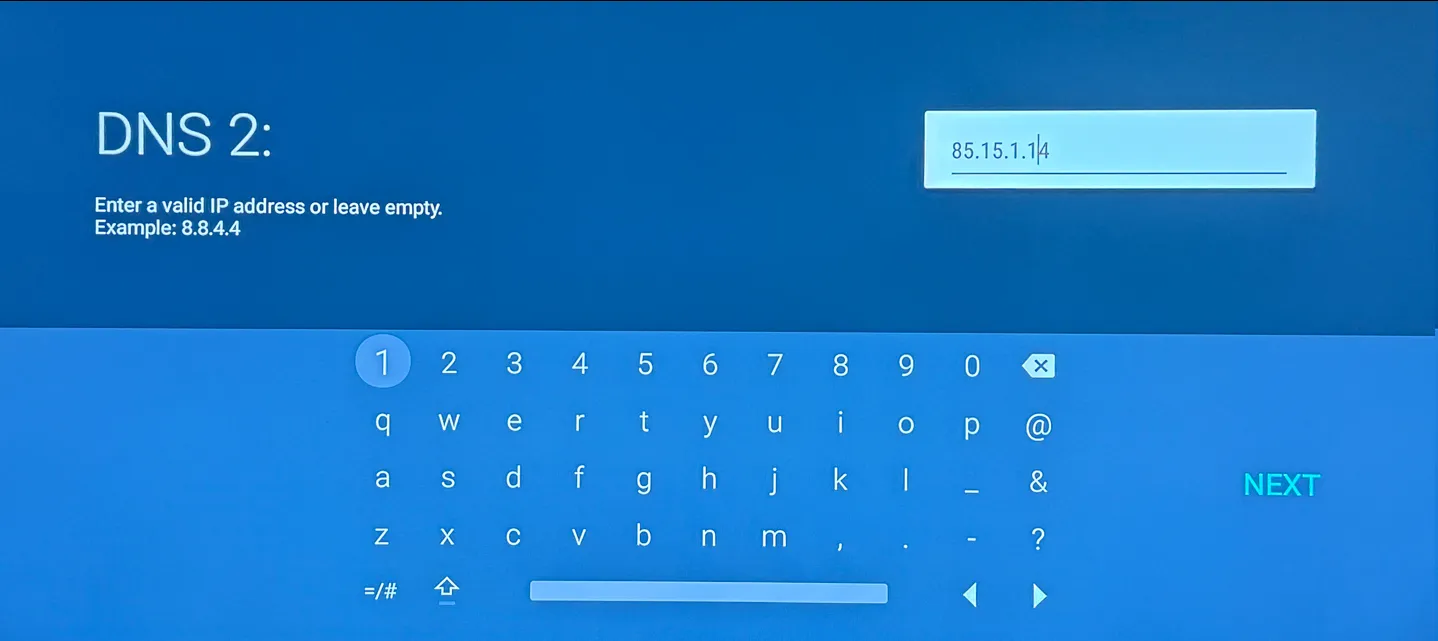 DNS 2:
85.15.1.14
Enter a valid IP address or leave empty.
Example: 8.8.4.4
1 2 3 4 5 6 7 8 9 0
q w e r t y u i o p @
a s d f g h j k l _ &
NEXT
z x c v b n m , . - ?
=/#